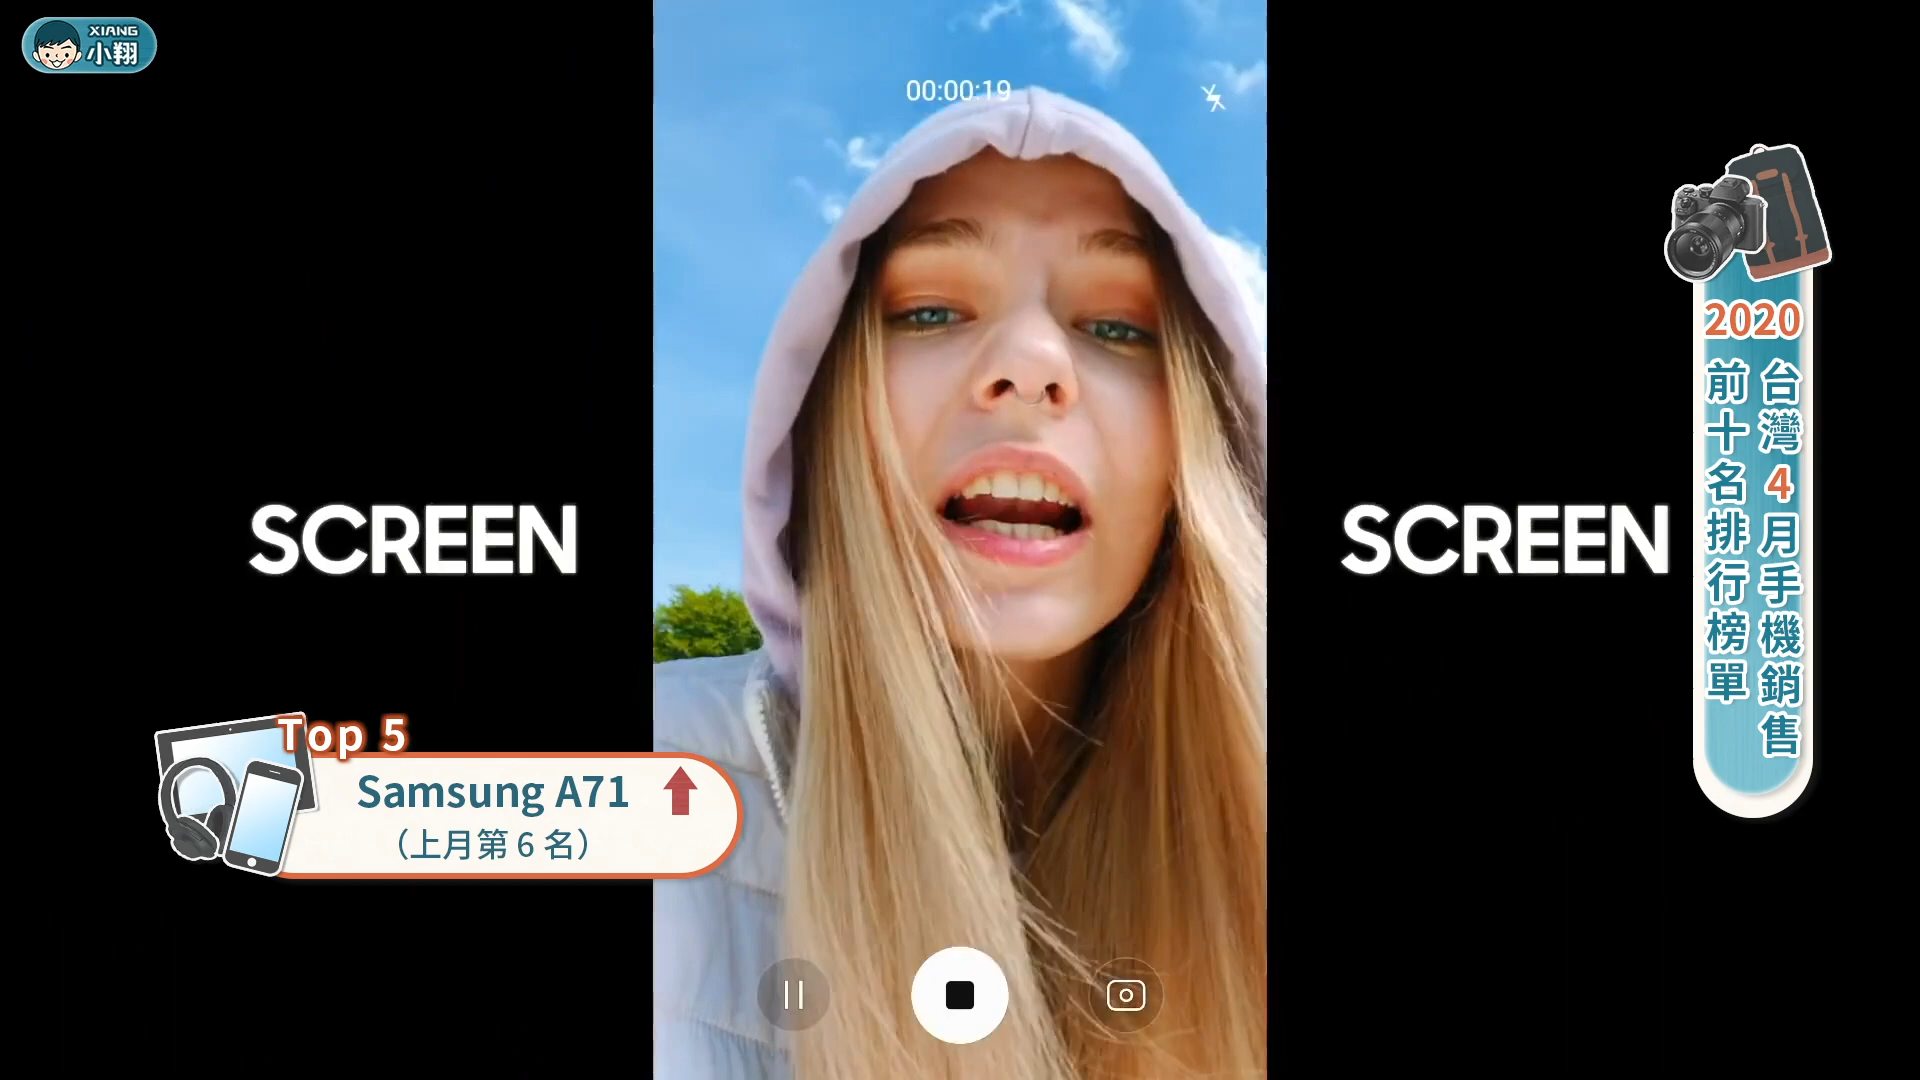 XIANG
小翔
00:00:19
SCREEN
SCREEN
2020
台灣4月手機銷售
前十名排行榜單
Top 5
Samsung A71
（上月第6名）